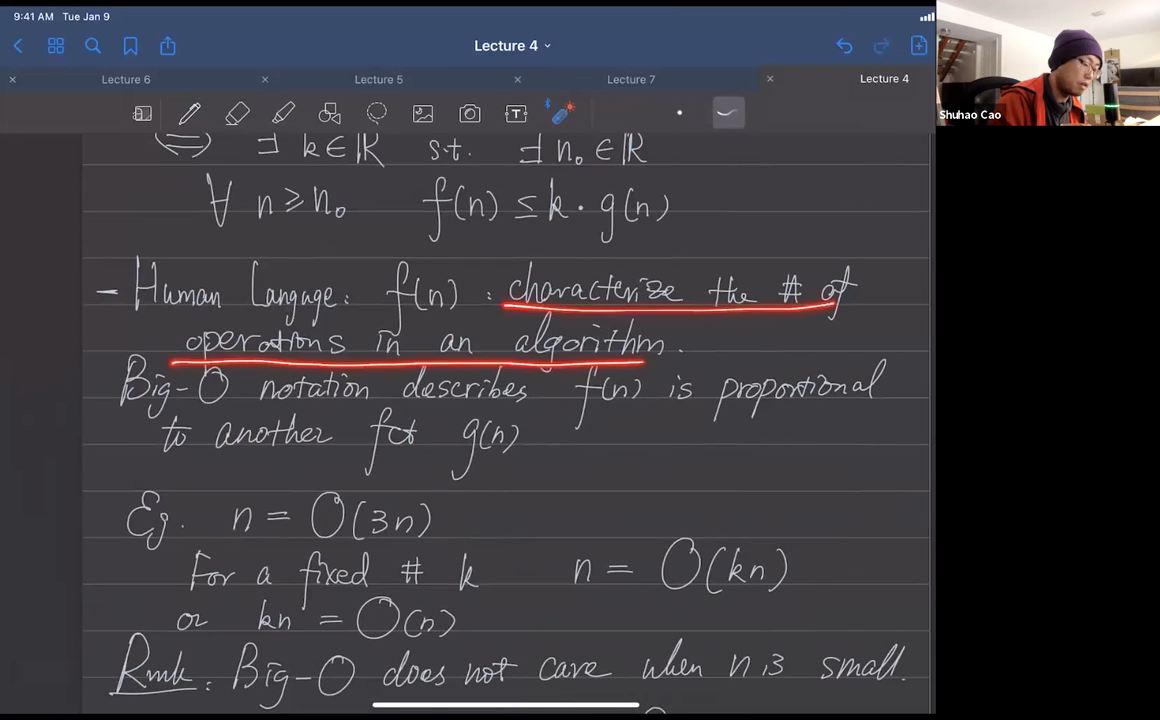 9:41 AM Tue Jan 9
Lecture 4
Lecture 6
Lecture 5
Lecture 7
Lecture 4
Shuhao Cao
⟺ ∃ k ∈ ℝ s.t. ∃ n₀ ∈ ℝ
∀ n ≥ n₀ f(n) ≤ k · g(n)
- Human Langage: f(n) : characterize the # of
operations in an algorithm.
Big-O notation describes f(n) is proportional
to another fct g(n)
Eg. n = O(3n)
For a fixed # k n = O(kn)
or kn = O(n)
Rmk: Big-O does not care when n is small.